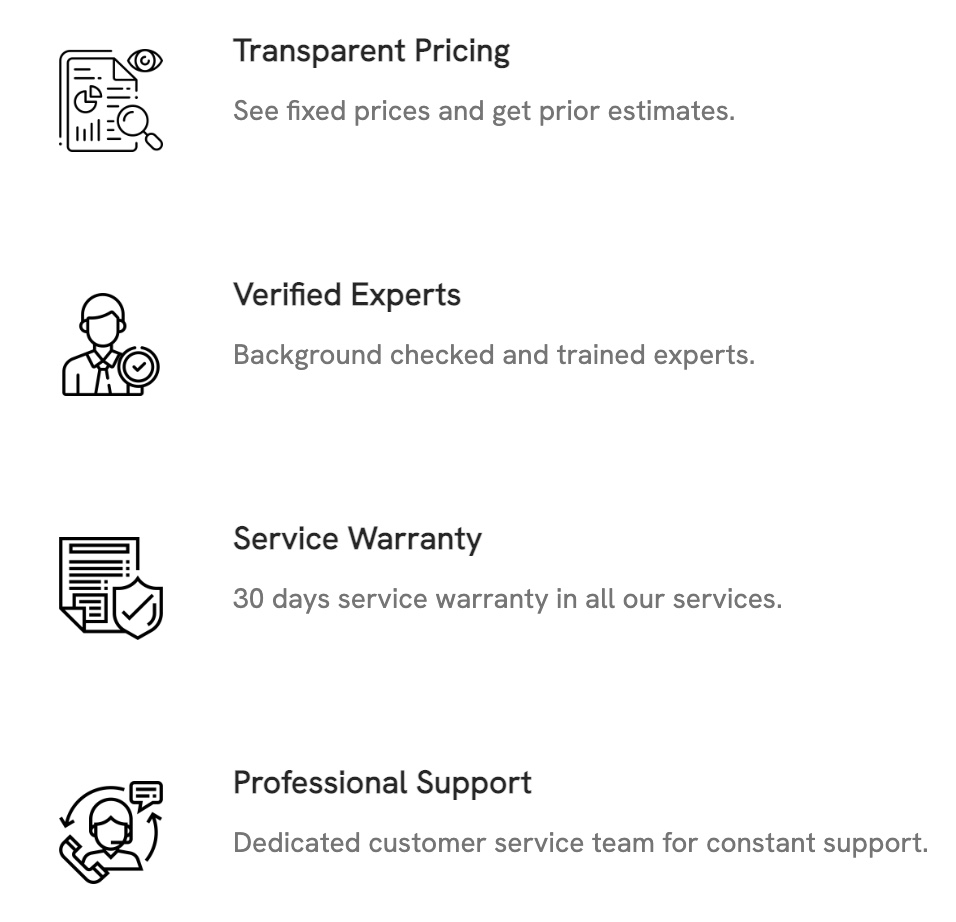 Transparent Pricing
See fixed prices and get prior estimates.
Verified Experts
Background checked and trained experts.
Service Warranty
30 days service warranty in all our services.
Professional Support
Dedicated customer service team for constant support.